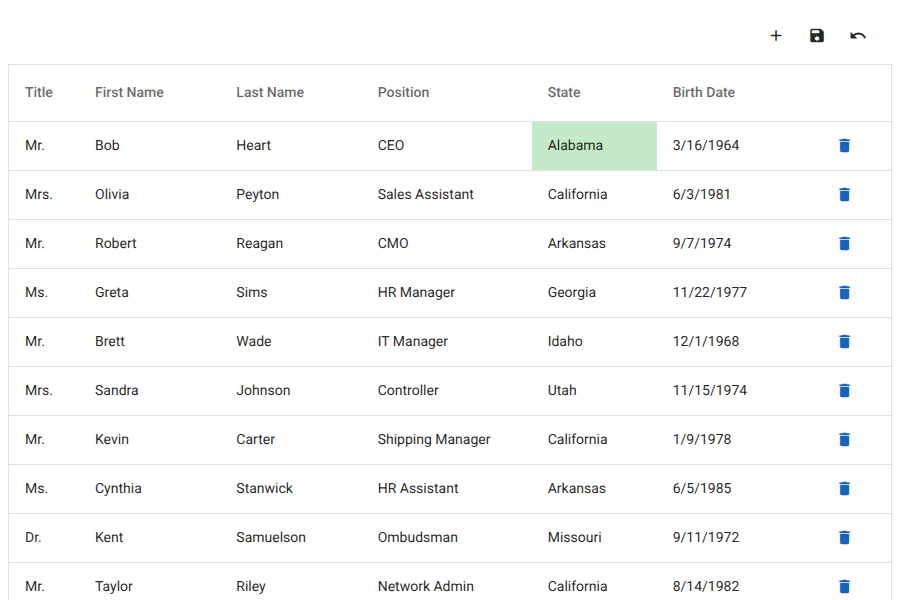 Title First Name Last Name Position State Birth Date
Mr. Bob Heart CEO Alabama 3/16/1964
Mrs. Olivia Peyton Sales Assistant California 6/3/1981
Mr. Robert Reagan CMO Arkansas 9/7/1974
Ms. Greta Sims HR Manager Georgia 11/22/1977
Mr. Brett Wade IT Manager Idaho 12/1/1968
Mrs. Sandra Johnson Controller Utah 11/15/1974
Mr. Kevin Carter Shipping Manager California 1/9/1978
Ms. Cynthia Stanwick HR Assistant Arkansas 6/5/1985
Dr. Kent Samuelson Ombudsman Missouri 9/11/1972
Mr. Taylor Riley Network Admin California 8/14/1982